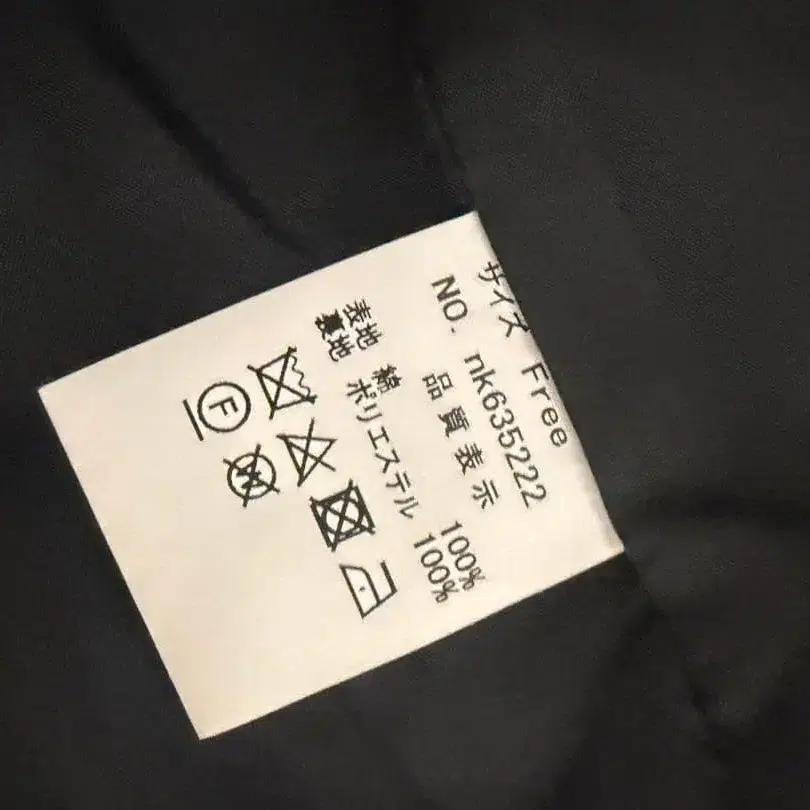 サイズ Free
NO. nk635222
品質表示
表地 綿 100%
裏地 ポリエステル 100%
F
W